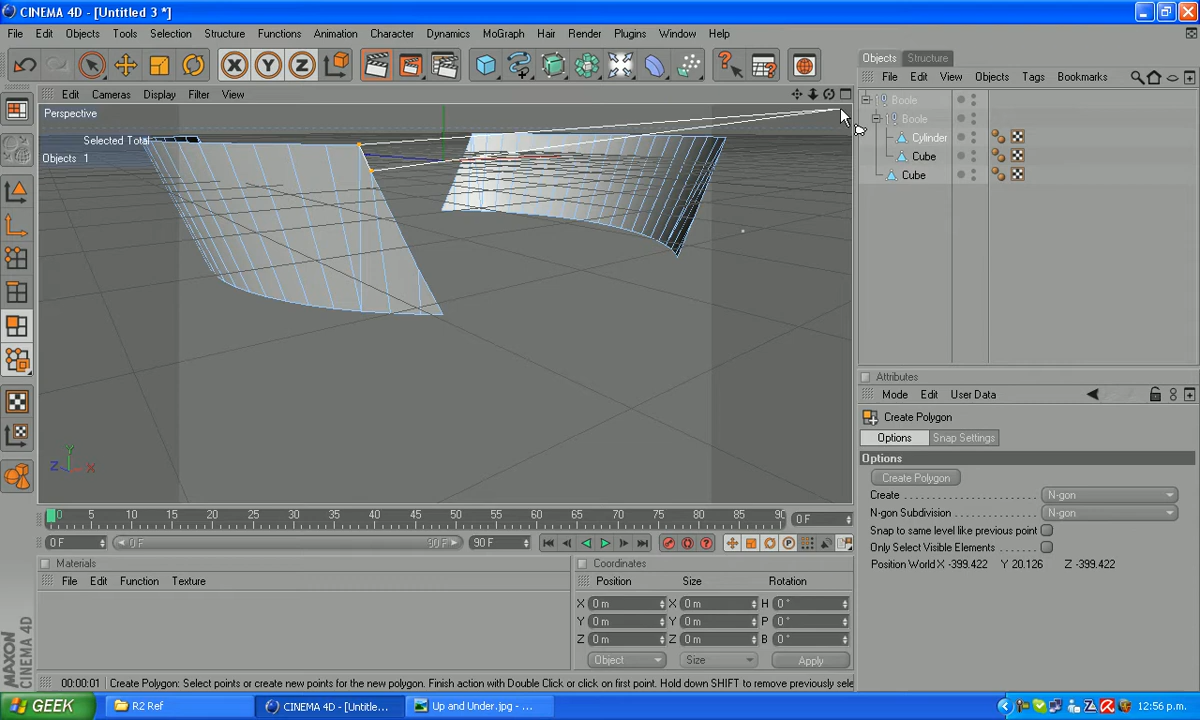 CINEMA 4D - [Untitled 3 *]
File Edit Objects Tools Selection Structure Functions Animation Character Dynamics MoGraph Hair Render Plugins Window Help
X Y Z
Objects Structure
Edit Cameras Display Filter View
File Edit View Objects Tags Bookmarks
Perspective
Selected Total
Objects 1
Boole
Boole
Cylinder
Cube
Cube
Y
Z X
Attributes
Mode Edit User Data
Create Polygon
Options Snap Settings
Options
Create Polygon
Create N-gon
N-gon Subdivision N-gon
Snap to same level like previous point
Only Select Visible Elements
Position World X -399.422 Y 20.126 Z -399.422
0 5 10 15 20 25 30 35 40 45 50 55 60 65 70 75 80 85 90 0 F
0 F 0 F 90 F 90 F
Materials
File Edit Function Texture
Coordinates
Position Size Rotation
X 0 m X 0 m H 0 °
Y 0 m Y 0 m P 0 °
Z 0 m Z 0 m B 0 °
Object Size Apply
MAXON
CINEMA 4D
00:00:01 Create Polygon: Select points or create new points for the new polygon. Finish action with Double Click or click on first point. Hold down SHIFT to remove previously sele
GEEK R2 Ref CINEMA 4D - [Untitle... Up and Under.jpg - ... 12:56 p.m.